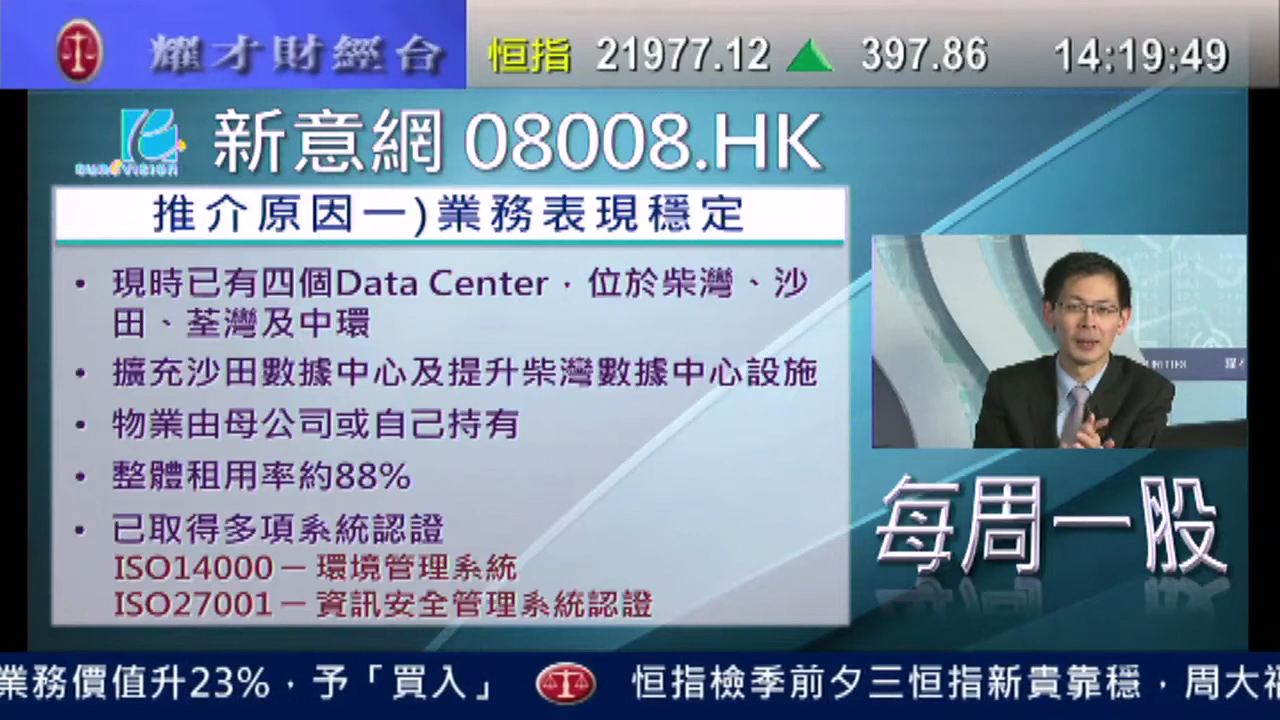 耀才財經台
恒指 21977.12 ▲ 397.86 14:19:49
EUROVISION
新意網 08008.HK
推介原因一)業務表現穩定
• 現時已有四個Data Center，位於柴灣、沙
田、荃灣及中環
• 擴充沙田數據中心及提升柴灣數據中心設施
• 物業由母公司或自己持有
• 整體租用率約88%
• 已取得多項系統認證
ISO14000－環境管理系統
ISO27001－資訊安全管理系統認證
每周一股
業務價值升23%，予「買入」 恒指檢季前夕三恒指新貴靠穩，周大福